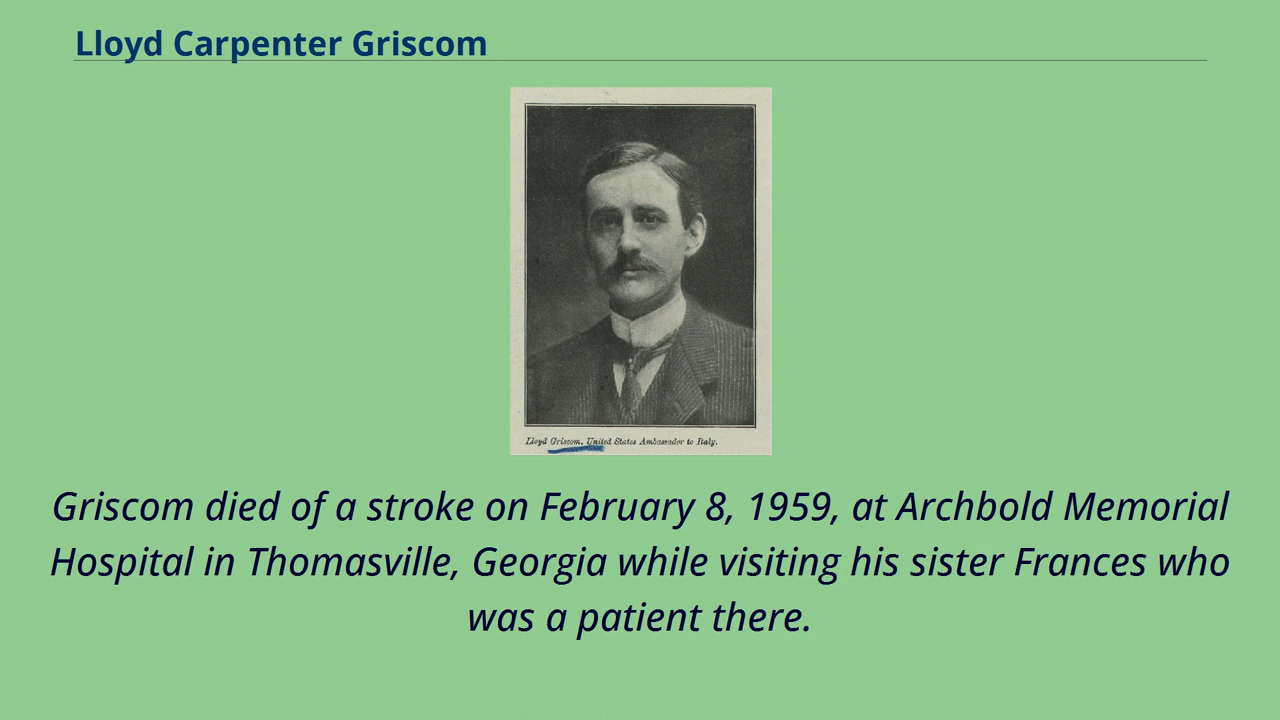 Lloyd Carpenter Griscom
Lloyd Griscom, United States Ambassador to Italy.
Griscom died of a stroke on February 8, 1959, at Archbold Memorial
Hospital in Thomasville, Georgia while visiting his sister Frances who
was a patient there.